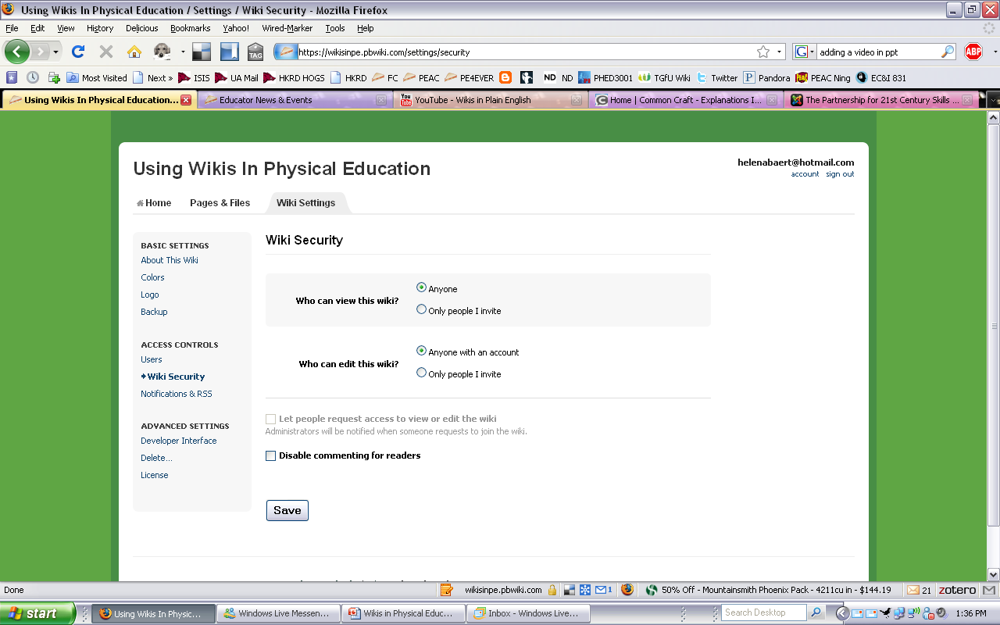 Using Wikis In Physical Education / Settings / Wiki Security - Mozilla Firefox
File Edit View History Delicious Bookmarks Yahoo! Wired-Marker Tools Help
TAG https://wikisinpe.pbwiki.com/settings/security G adding a video in ppt ABP
Most Visited Next » ISIS UA Mail HKRD HOGS HKRD FC PEAC PE4EVER ND ND PHED3001 TGfU Wiki Twitter Pandora PEAC Ning EC&I 831
Using Wikis In Physical Education... Educator News & Events YouTube - Wikis in Plain English Home | Common Craft - Explanations I... The Partnership for 21st Century Skills ...
Using Wikis In Physical Education
helenabaert@hotmail.com
account sign out
Home Pages & Files Wiki Settings
BASIC SETTINGS
About This Wiki
Colors
Logo
Backup
ACCESS CONTROLS
Users
Wiki Security
Notifications & RSS
ADVANCED SETTINGS
Developer Interface
Delete...
License
Wiki Security
Who can view this wiki?
Anyone
Only people I invite
Who can edit this wiki?
Anyone with an account
Only people I invite
Let people request access to view or edit the wiki
Administrators will be notified when someone requests to join the wiki.
Disable commenting for readers
Save
Done wikisinpe.pbwiki.com 1 50% Off - Mountainsmith Phoenix Pack - 4211cu in - $144.19 21 zotero
start Using Wikis In Physic... Windows Live Messen... Wikis in Physical Educ... Inbox - Windows Live... Search Desktop 1:36 PM